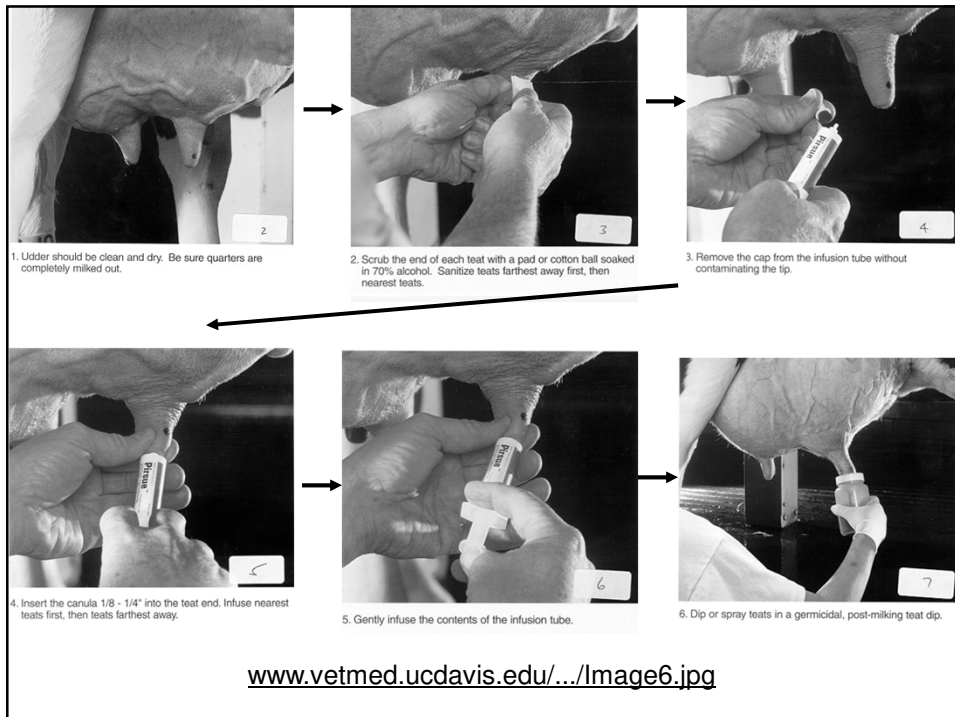 2
3
4
Pirsue
1. Udder should be clean and dry. Be sure quarters are
completely milked out.
2. Scrub the end of each teat with a pad or cotton ball soaked
in 70% alcohol. Sanitize teats farthest away first, then
nearest teats.
3. Remove the cap from the infusion tube without
contaminating the tip.
Pirsue
5
Pirsue
6
7
4. Insert the canula 1/8 - 1/4" into the teat end. Infuse nearest
teats first, then teats farthest away.
5. Gently infuse the contents of the infusion tube.
6. Dip or spray teats in a germicidal, post-milking teat dip.
www.vetmed.ucdavis.edu/.../Image6.jpg